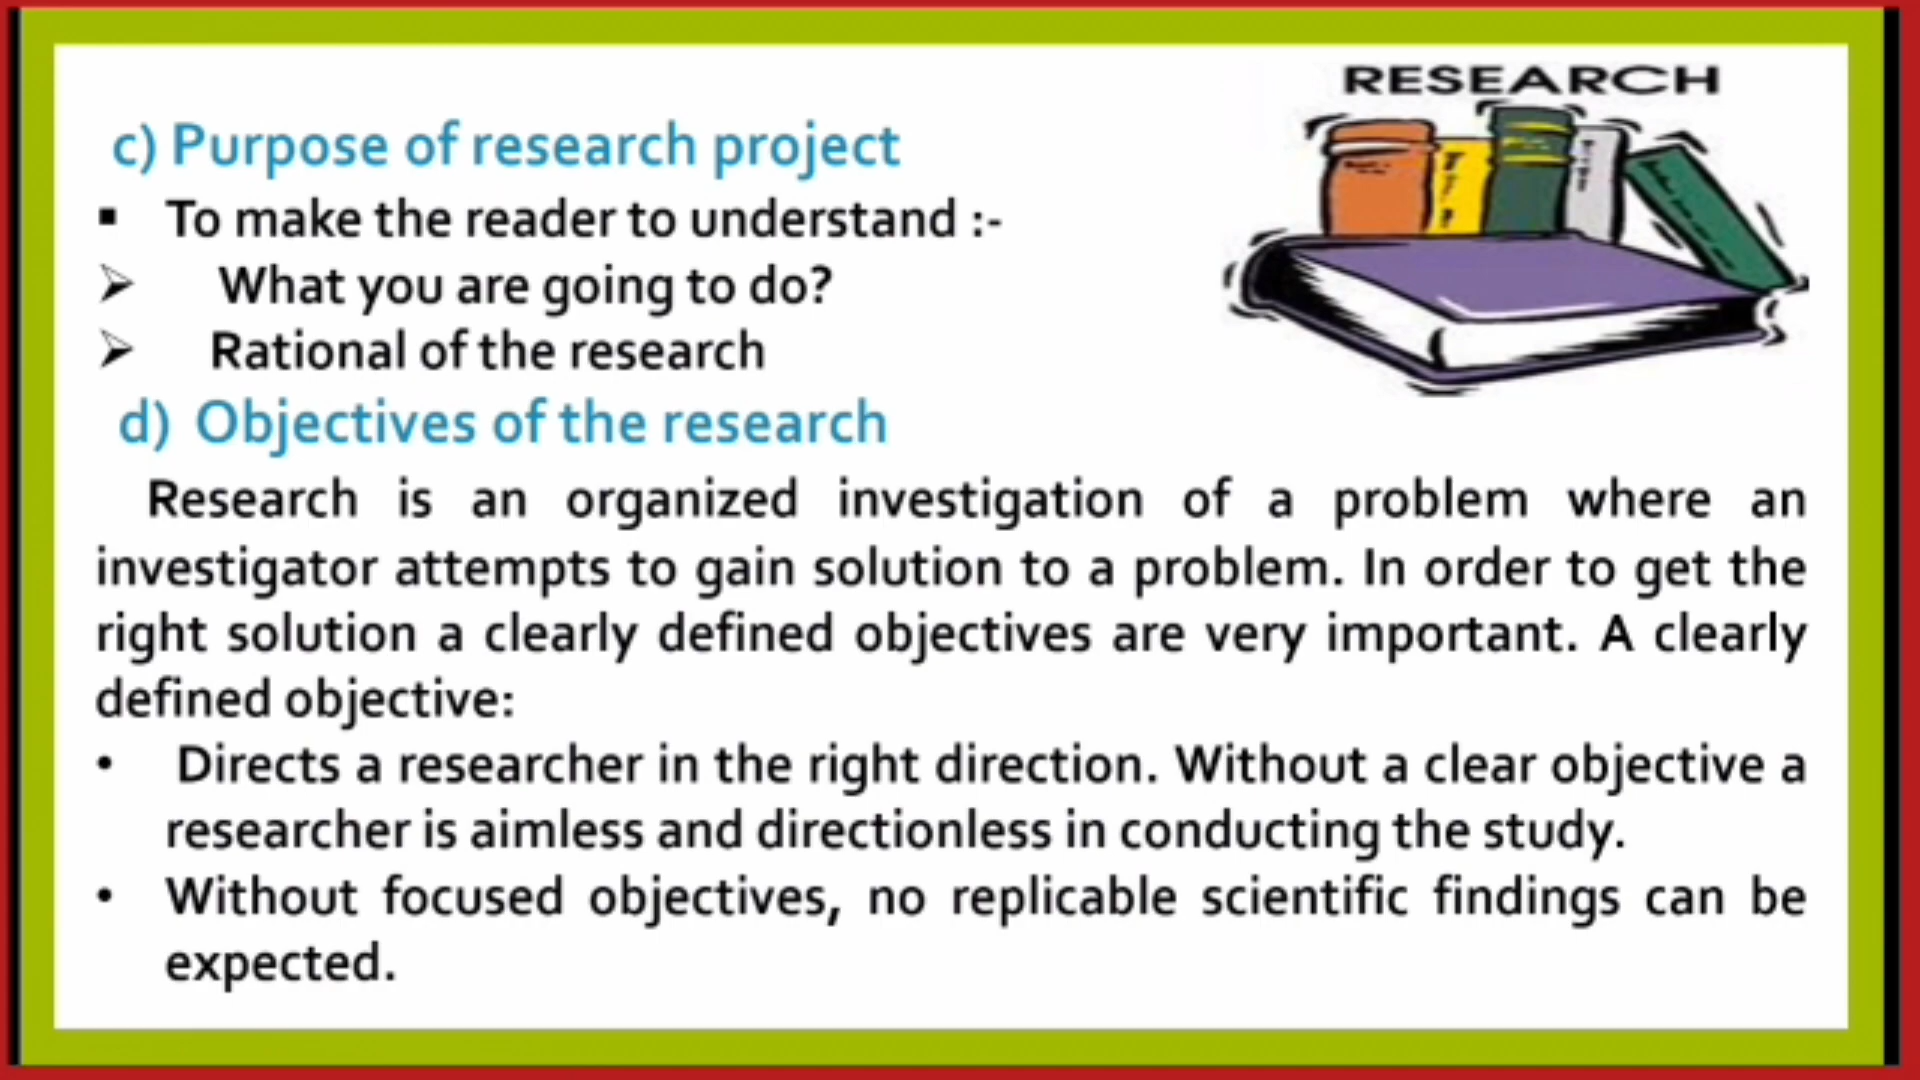 RESEARCH
c) Purpose of research project
▪ To make the reader to understand :-
➢ What you are going to do?
➢ Rational of the research
d) Objectives of the research
Research is an organized investigation of a problem where an
investigator attempts to gain solution to a problem. In order to get the
right solution a clearly defined objectives are very important. A clearly
defined objective:
• Directs a researcher in the right direction. Without a clear objective a
researcher is aimless and directionless in conducting the study.
• Without focused objectives, no replicable scientific findings can be
expected.